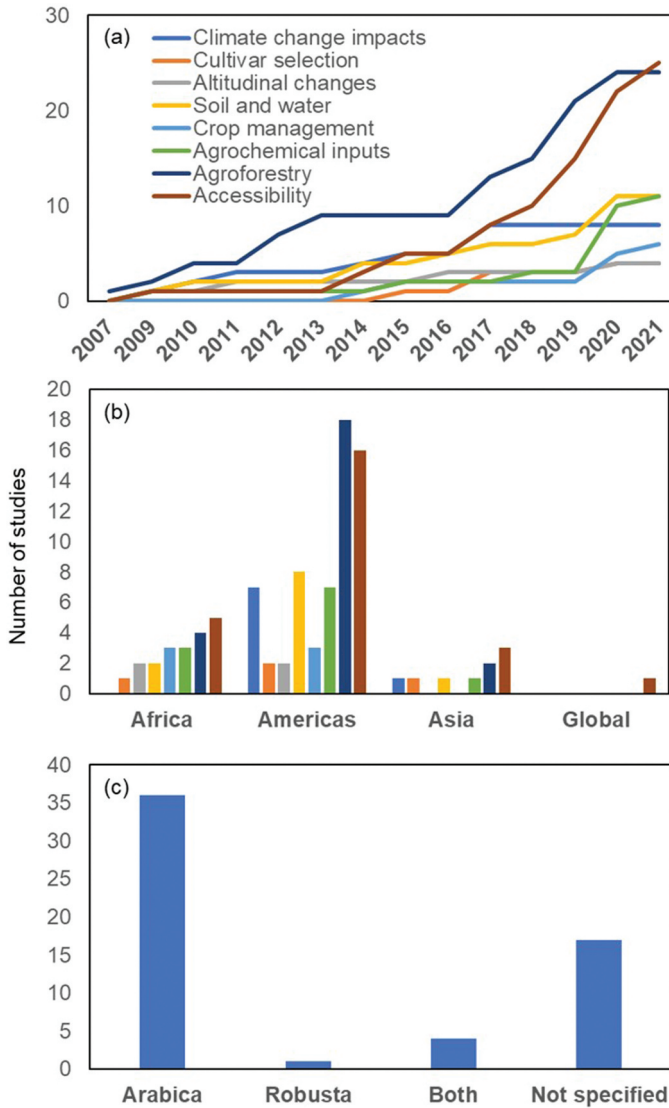 30
(a)
Climate change impacts
Cultivar selection
Altitudinal changes
20
Soil and water
Crop management
Agrochemical inputs
Agroforestry
10
Accessibility
0
2007 2009 2010 2011 2012 2013 2014 2015 2016 2017 2018 2019 2020 2021
Number of studies
20
(b)
18
16
14
12
10
8
6
4
2
0
Africa Americas Asia Global
40
(c)
35
30
25
20
15
10
5
0
Arabica Robusta Both Not specified